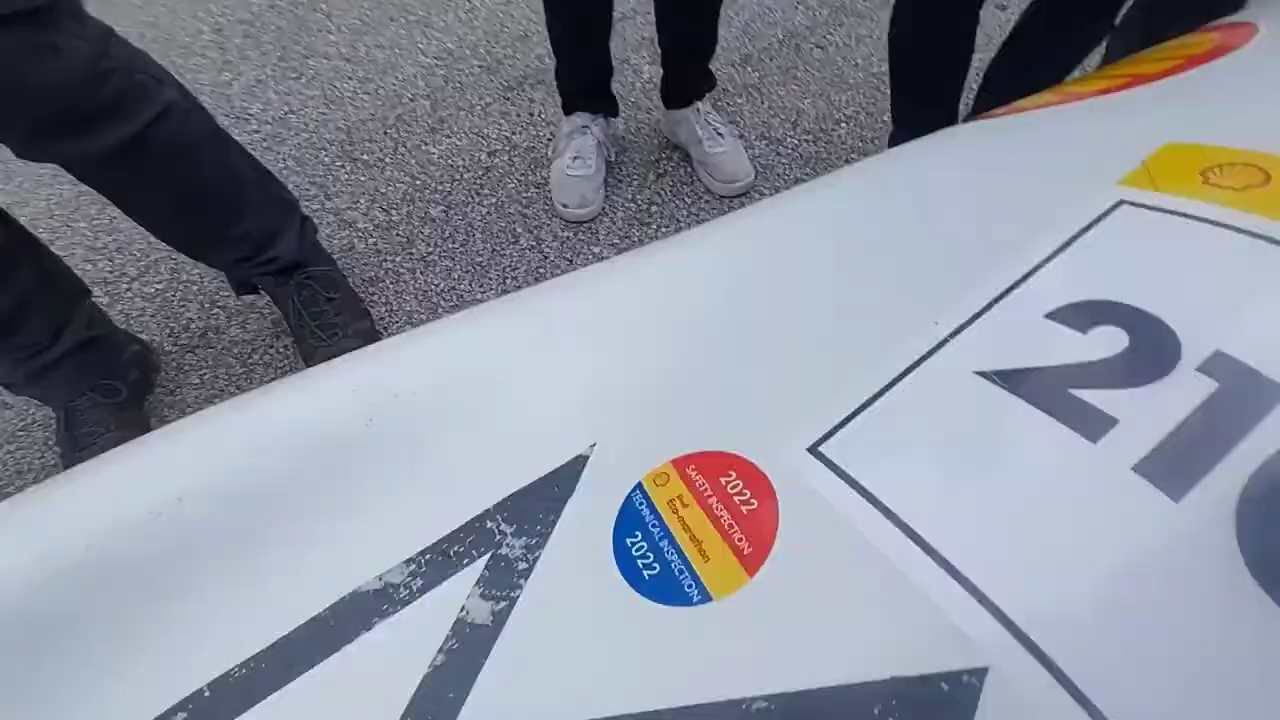 2022
SAFETY INSPECTION
Shell
Eco-marathon
TECHNICAL INSPECTION
2022
21